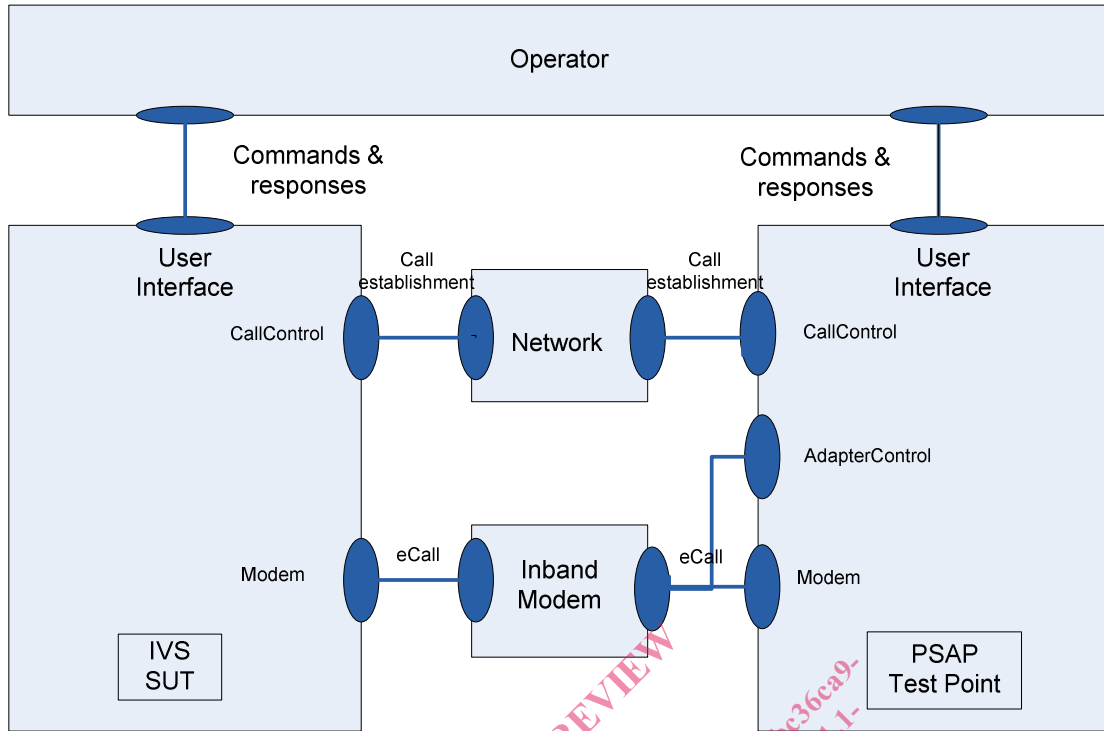 Operator
Commands &
responses
Commands &
responses
User
Interface
User
Interface
Call
establishment
Call
establishment
CallControl
Network
CallControl
AdapterControl
eCall
eCall
Modem
Inband
Modem
Modem
IVS
SUT
PSAP
Test Point